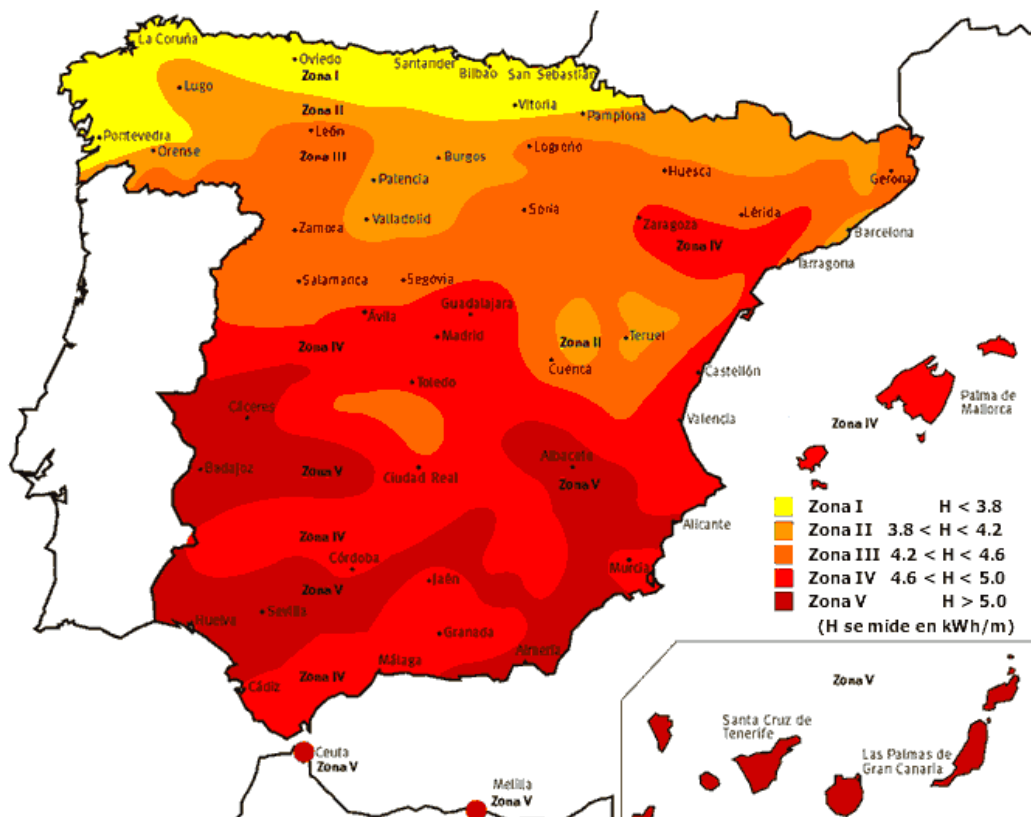 La Coruña
Oviedo
Santander
Bilbao
San Sebastián
Zona I
Lugo
Zona II
Vitoria
Pamplona
Pontevedra
León
Orense
Zona III
Burgos
Logroño
Huesca
Gerona
Palencia
Valladolid
Soria
Zaragoza
Lérida
Zamora
Zona IV
Barcelona
Tarragona
Salamanca
Segovia
Guadalajara
Ávila
Madrid
Zona IV
Zona II
Teruel
Cuenca
Castellón
Toledo
Palma de
Mallorca
Cáceres
Valencia
Zona IV
Badajoz
Zona V
Ciudad Real
Albacete
Zona V
Zona I H < 3.8
Zona II 3.8 < H < 4.2
Zona III 4.2 < H < 4.6
Zona IV 4.6 < H < 5.0
Zona V H > 5.0
(H se mide en kWh/m)
Alicante
Zona IV
Córdoba
Murcia
Jaén
Zona V
Sevilla
Huelva
Granada
Almería
Málaga
Zona IV
Cádiz
Zona V
Santa Cruz de
Tenerife
Las Palmas de
Gran Canaria
Ceuta
Zona V
Melilla
Zona V